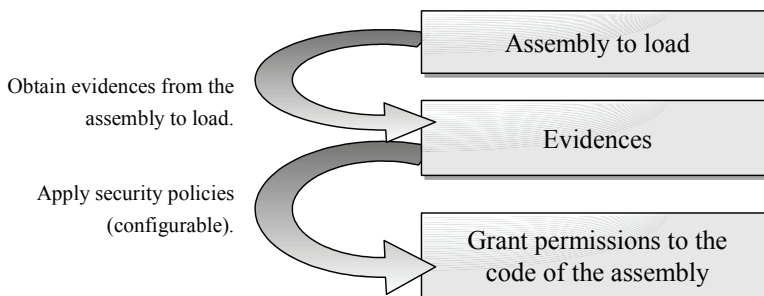 Assembly to load
Obtain evidences from the
assembly to load.
Evidences
Apply security policies
(configurable).
Grant permissions to the
code of the assembly